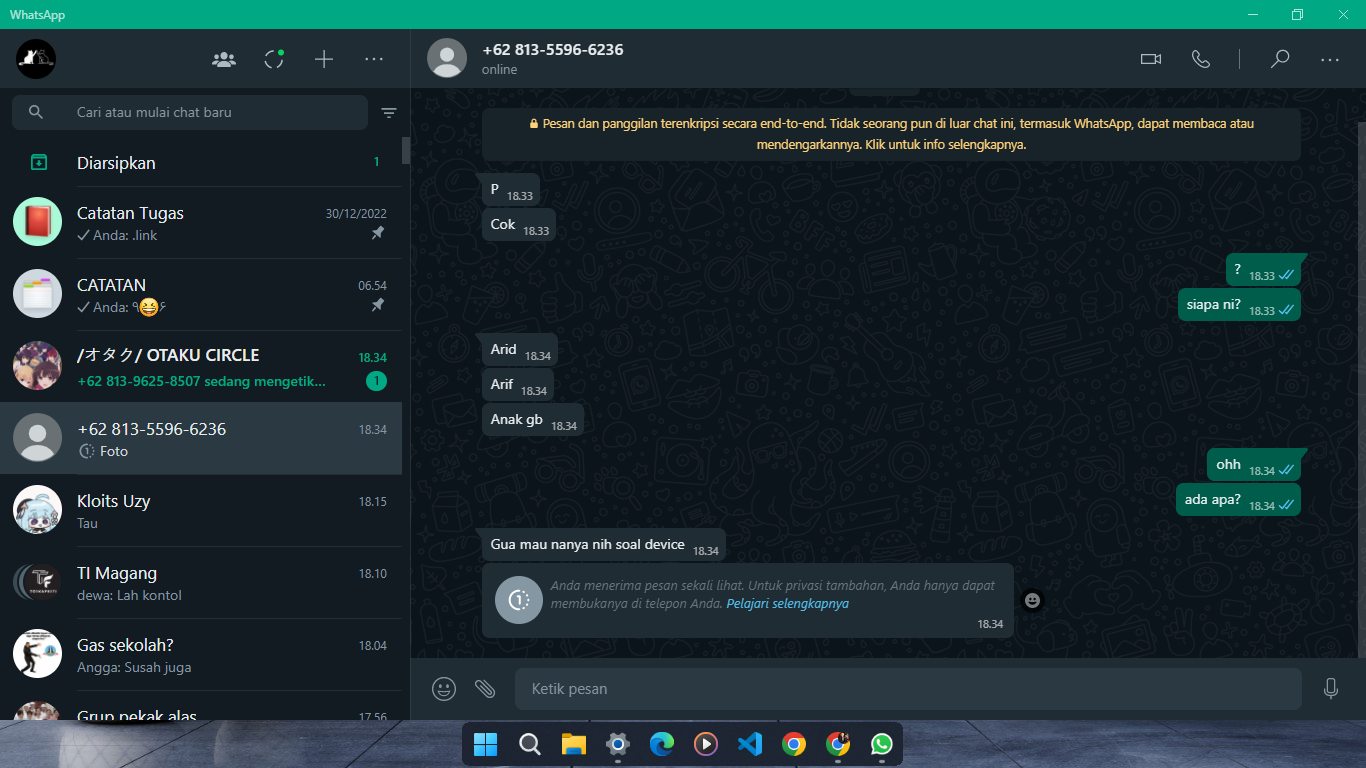 WhatsApp
Cari atau mulai chat baru
Diarsipkan
1
Catatan Tugas
30/12/2022
Anda: .link
CATATAN
06.54
Anda: ٩😆۶
/オタク/ OTAKU CIRCLE
18.34
+62 813-9625-8507 sedang mengetik...
1
+62 813-5596-6236
18.34
Foto
Kloits Uzy
18.15
Tau
TI Magang
18.10
dewa: Lah kontol
Gas sekolah?
18.04
Angga: Susah juga
Grup pekak alas
17.56
+62 813-5596-6236
online
Pesan dan panggilan terenkripsi secara end-to-end. Tidak seorang pun di luar chat ini, termasuk WhatsApp, dapat membaca atau
mendengarkannya. Klik untuk info selengkapnya.
P 18.33
Cok 18.33
? 18.33
siapa ni? 18.33
Arid 18.34
Arif 18.34
Anak gb 18.34
ohh 18.34
ada apa? 18.34
Gua mau nanya nih soal device 18.34
Anda menerima pesan sekali lihat. Untuk privasi tambahan, Anda hanya dapat
membukanya di telepon Anda. Pelajari selengkapnya
18.34
Ketik pesan